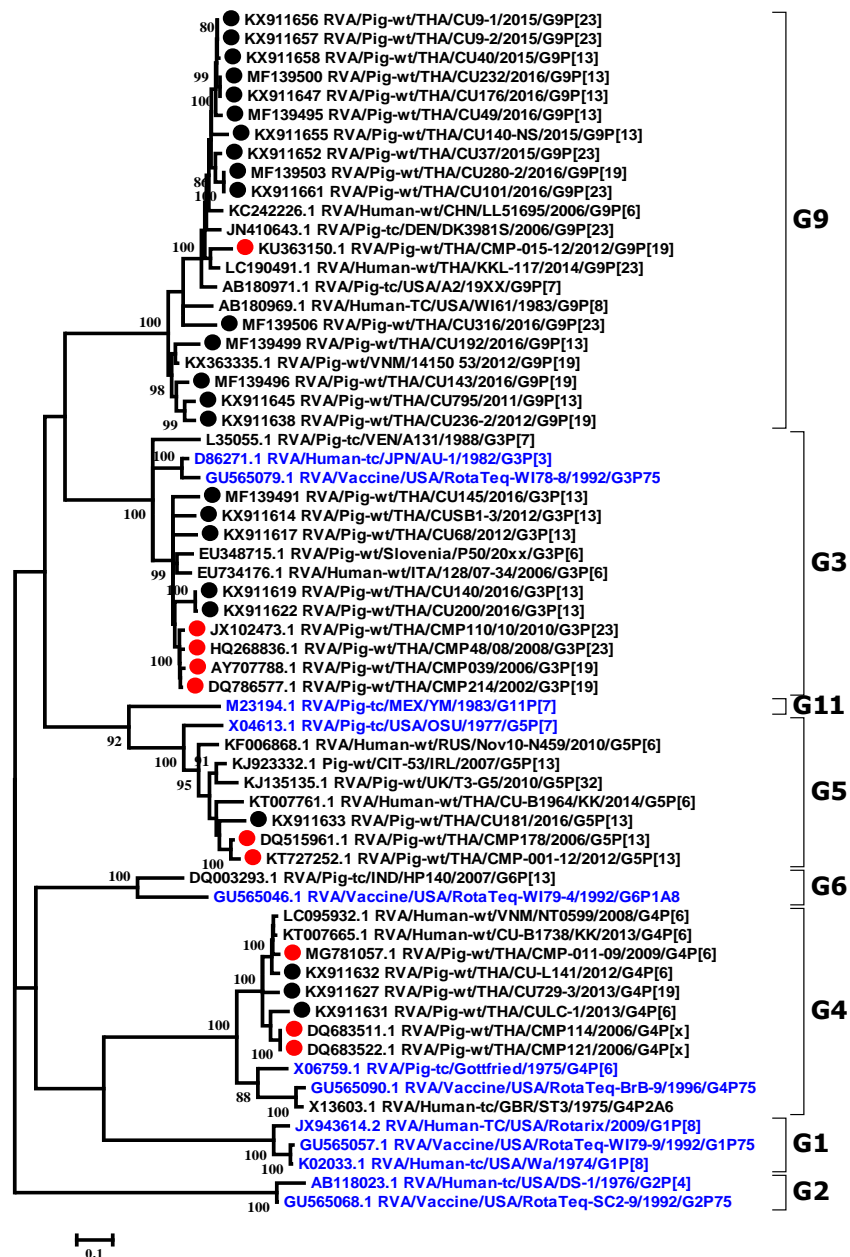 80
KX911656 RVA/Pig-wt/THA/CU9-1/2015/G9P[23]
KX911657 RVA/Pig-wt/THA/CU9-2/2015/G9P[23]
KX911658 RVA/Pig-wt/THA/CU40/2015/G9P[13]
99
MF139500 RVA/Pig-wt/THA/CU232/2016/G9P[13]
100
KX911647 RVA/Pig-wt/THA/CU176/2016/G9P[13]
MF139495 RVA/Pig-wt/THA/CU49/2016/G9P[13]
KX911655 RVA/Pig-wt/THA/CU140-NS/2015/G9P[13]
KX911652 RVA/Pig-wt/THA/CU37/2015/G9P[23]
MF139503 RVA/Pig-wt/THA/CU280-2/2016/G9P[19]
86
100
KX911661 RVA/Pig-wt/THA/CU101/2016/G9P[23]
KC242226.1 RVA/Human-wt/CHN/LL51695/2006/G9P[6]
G9
JN410643.1 RVA/Pig-tc/DEN/DK3981S/2006/G9P[23]
100
KU363150.1 RVA/Pig-wt/THA/CMP-015-12/2012/G9P[19]
LC190491.1 RVA/Human-wt/THA/KKL-117/2014/G9P[23]
AB180971.1 RVA/Pig-tc/USA/A2/19XX/G9P[7]
AB180969.1 RVA/Human-TC/USA/WI61/1983/G9P[8]
100
MF139506 RVA/Pig-wt/THA/CU316/2016/G9P[23]
MF139499 RVA/Pig-wt/THA/CU192/2016/G9P[13]
KX363335.1 RVA/Pig-wt/VNM/14150 53/2012/G9P[19]
MF139496 RVA/Pig-wt/THA/CU143/2016/G9P[19]
98
KX911645 RVA/Pig-wt/THA/CU795/2011/G9P[13]
99
KX911638 RVA/Pig-wt/THA/CU236-2/2012/G9P[19]
L35055.1 RVA/Pig-tc/VEN/A131/1988/G3P[7]
100
D86271.1 RVA/Human-tc/JPN/AU-1/1982/G3P[3]
GU565079.1 RVA/Vaccine/USA/RotaTeq-WI78-8/1992/G3P75
MF139491 RVA/Pig-wt/THA/CU145/2016/G3P[13]
100
KX911614 RVA/Pig-wt/THA/CUSB1-3/2012/G3P[13]
KX911617 RVA/Pig-wt/THA/CU68/2012/G3P[13]
EU348715.1 RVA/Pig-wt/Slovenia/P50/20xx/G3P[6]
G3
99
EU734176.1 RVA/Human-wt/ITA/128/07-34/2006/G3P[6]
100
KX911619 RVA/Pig-wt/THA/CU140/2016/G3P[13]
KX911622 RVA/Pig-wt/THA/CU200/2016/G3P[13]
JX102473.1 RVA/Pig-wt/THA/CMP110/10/2010/G3P[23]
HQ268836.1 RVA/Pig-wt/THA/CMP48/08/2008/G3P[23]
100
AY707788.1 RVA/Pig-wt/THA/CMP039/2006/G3P[19]
DQ786577.1 RVA/Pig-wt/THA/CMP214/2002/G3P[19]
M23194.1 RVA/Pig-tc/MEX/YM/1983/G11P[7]
G11
X04613.1 RVA/Pig-tc/USA/OSU/1977/G5P[7]
92
KF006868.1 RVA/Human-wt/RUS/Nov10-N459/2010/G5P[6]
100
91
KJ923332.1 Pig-wt/CIT-53/IRL/2007/G5P[13]
95
KJ135135.1 RVA/Pig-wt/UK/T3-G5/2010/G5P[32]
G5
KT007761.1 RVA/Human-wt/THA/CU-B1964/KK/2014/G5P[6]
KX911633 RVA/Pig-wt/THA/CU181/2016/G5P[13]
DQ515961.1 RVA/Pig-wt/THA/CMP178/2006/G5P[13]
100
KT727252.1 RVA/Pig-wt/THA/CMP-001-12/2012/G5P[13]
100
DQ003293.1 RVA/Pig-tc/IND/HP140/2007/G6P[13]
G6
GU565046.1 RVA/Vaccine/USA/RotaTeq-WI79-4/1992/G6P1A8
LC095932.1 RVA/Human-wt/VNM/NT0599/2008/G4P[6]
KT007665.1 RVA/Human-wt/CU-B1738/KK/2013/G4P[6]
100
MG781057.1 RVA/Pig-wt/THA/CMP-011-09/2009/G4P[6]
100
KX911632 RVA/Pig-wt/THA/CU-L141/2012/G4P[6]
KX911627 RVA/Pig-wt/THA/CU729-3/2013/G4P[19]
G4
KX911631 RVA/Pig-wt/THA/CULC-1/2013/G4P[6]
100
DQ683511.1 RVA/Pig-wt/THA/CMP114/2006/G4P[x]
100
DQ683522.1 RVA/Pig-wt/THA/CMP121/2006/G4P[x]
X06759.1 RVA/Pig-tc/Gottfried/1975/G4P[6]
88
GU565090.1 RVA/Vaccine/USA/RotaTeq-BrB-9/1996/G4P75
100
X13603.1 RVA/Human-tc/GBR/ST3/1975/G4P2A6
JX943614.2 RVA/Human-TC/USA/Rotarix/2009/G1P[8]
100
GU565057.1 RVA/Vaccine/USA/RotaTeq-WI79-9/1992/G1P75
G1
100
K02033.1 RVA/Human-tc/USA/Wa/1974/G1P[8]
AB118023.1 RVA/Human-tc/USA/DS-1/1976/G2P[4]
G2
100
GU565068.1 RVA/Vaccine/USA/RotaTeq-SC2-9/1992/G2P75
0.1